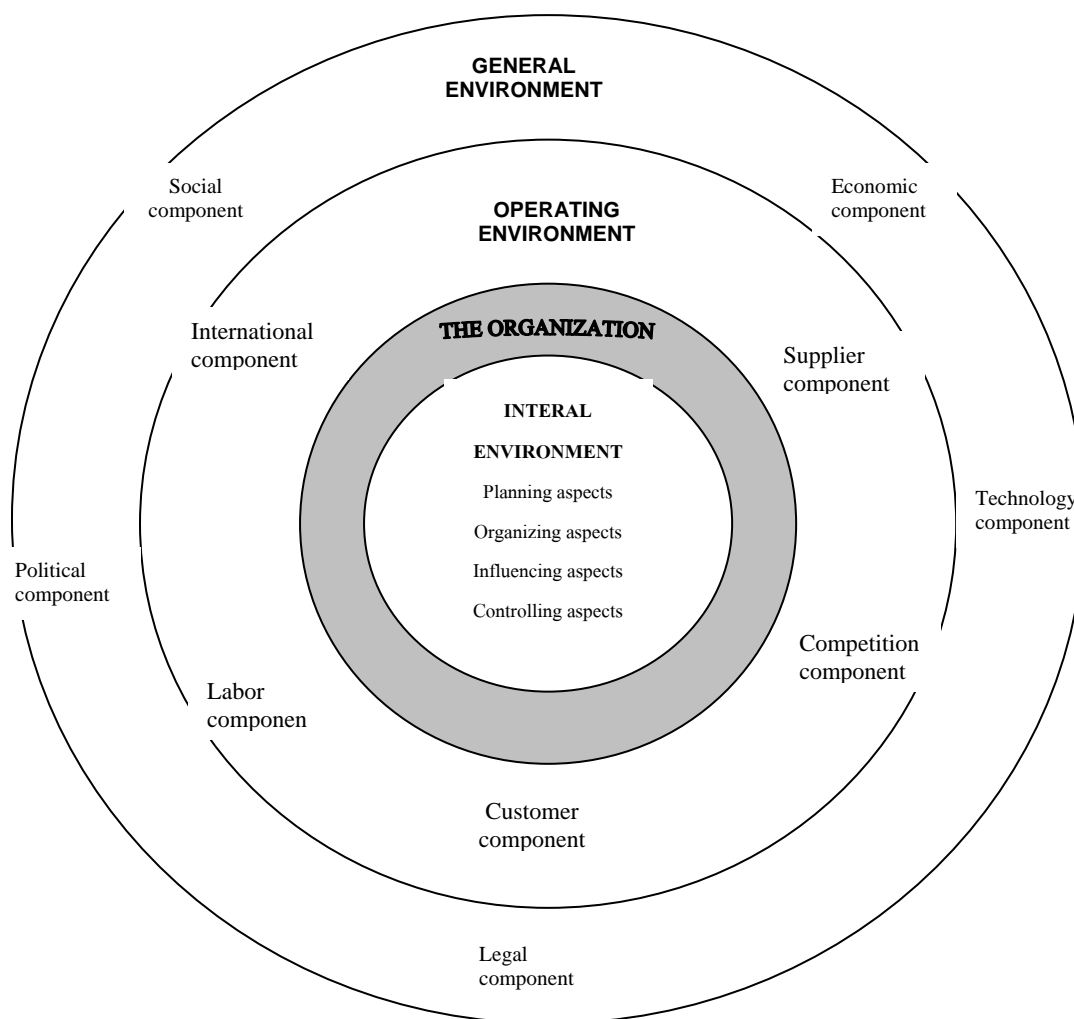 GENERAL
ENVIRONMENT
Social
component
Economic
component
OPERATING
ENVIRONMENT
International
component
THE ORGANIZATION
Supplier
component
INTERAL
ENVIRONMENT
Planning aspects
Organizing aspects
Influencing aspects
Controlling aspects
Technology
component
Political
component
Competition
component
Labor
componen
Customer
component
Legal
component